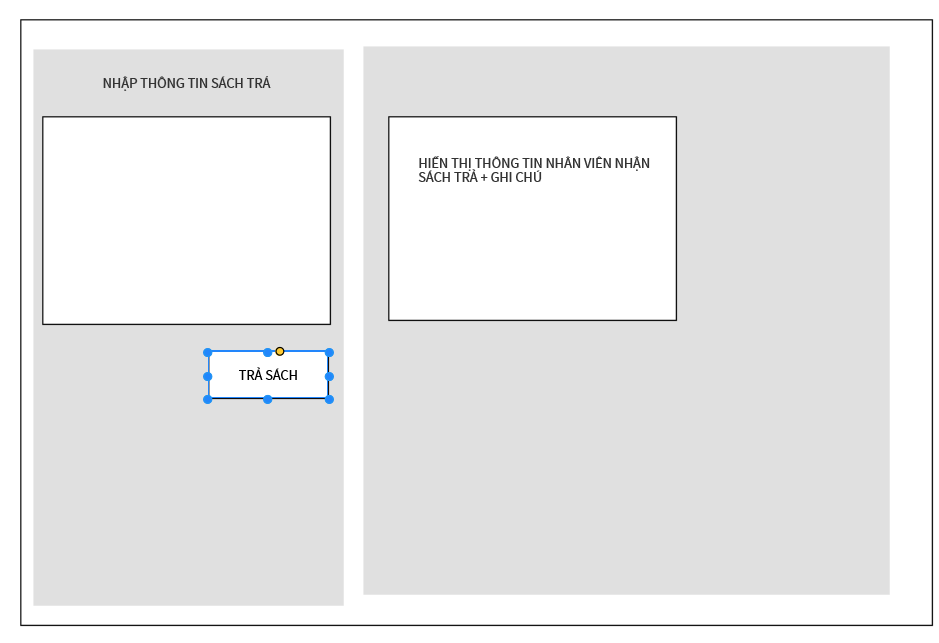 NHẬP THÔNG TIN SÁCH TRẢ
HIỂN THỊ THÔNG TIN NHÂN VIÊN NHẬN
SÁCH TRẢ + GHI CHÚ
TRẢ SÁCH